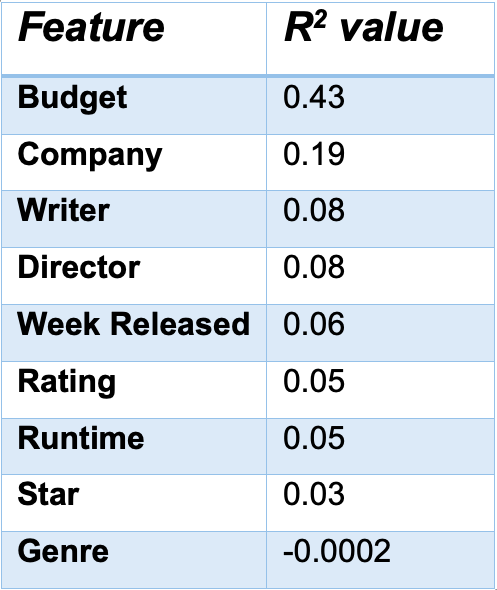 Feature R² value
Budget 0.43
Company 0.19
Writer 0.08
Director 0.08
Week Released 0.06
Rating 0.05
Runtime 0.05
Star 0.03
Genre -0.0002